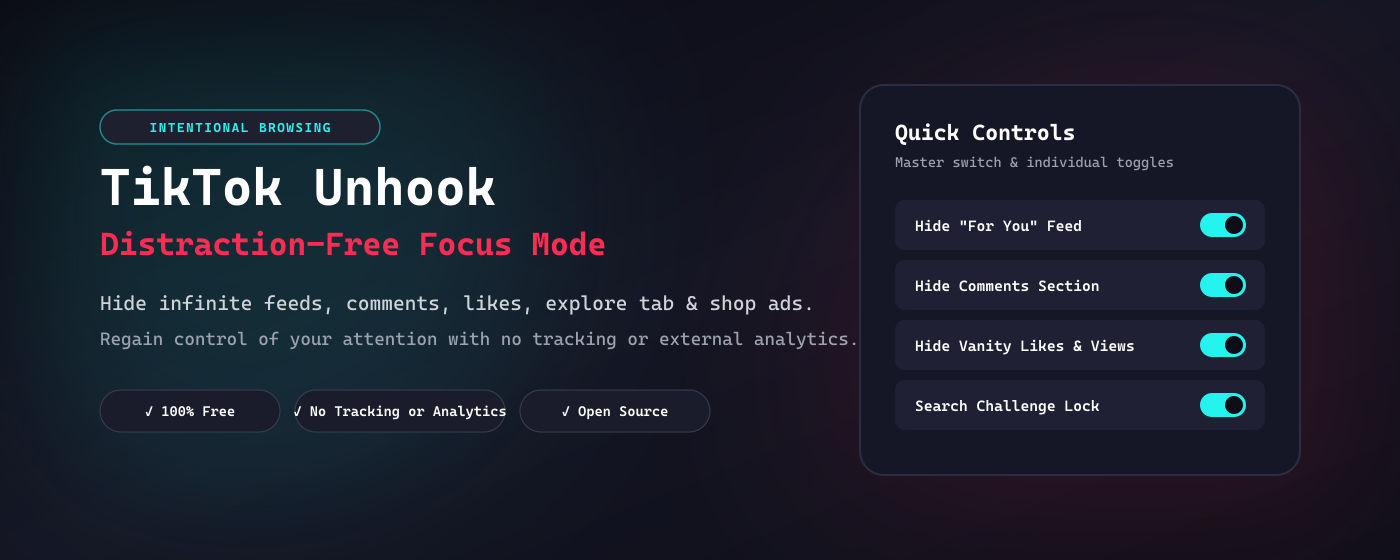 INTENTIONAL BROWSING
TikTok Unhook
Distraction-Free Focus Mode
Hide infinite feeds, comments, likes, explore tab & shop ads.
Regain control of your attention with no tracking or external analytics.
✓ 100% Free
✓ No Tracking or Analytics
✓ Open Source
Quick Controls
Master switch & individual toggles
Hide "For You" Feed
Hide Comments Section
Hide Vanity Likes & Views
Search Challenge Lock